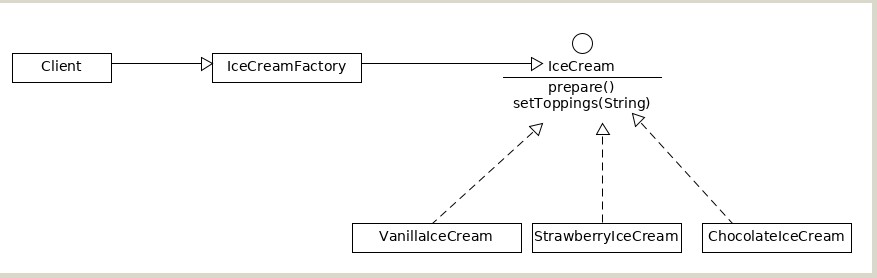 Client
IceCreamFactory
IceCream
prepare()
setToppings(String)
VanillaIceCream
StrawberryIceCream
ChocolateIceCream